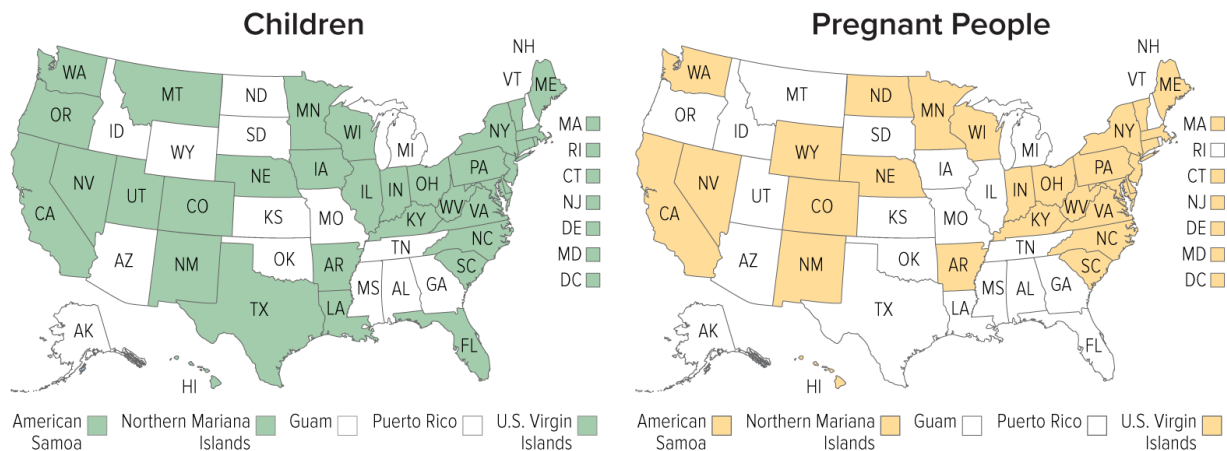 Children
WA
MT
ND
MN
OR
ID
SD
WI
WY
MI
NY
ME
NH
VT
MA
RI
CT
NJ
DE
MD
DC
NV
UT
CO
NE
IA
IL
IN
OH
PA
CA
KS
MO
KY
WV
VA
AZ
NM
OK
AR
TN
NC
SC
TX
LA
MS
AL
GA
FL
AK
HI
American
Samoa
Northern Mariana
Islands
Guam
Puerto Rico
U.S. Virgin
Islands
Pregnant People
WA
MT
ND
MN
OR
ID
SD
WI
WY
MI
NY
ME
NH
VT
MA
RI
CT
NJ
DE
MD
DC
NV
UT
CO
NE
IA
IL
IN
OH
PA
CA
KS
MO
KY
WV
VA
AZ
NM
OK
AR
TN
NC
SC
TX
LA
MS
AL
GA
FL
AK
HI
American
Samoa
Northern Mariana
Islands
Guam
Puerto Rico
U.S. Virgin
Islands